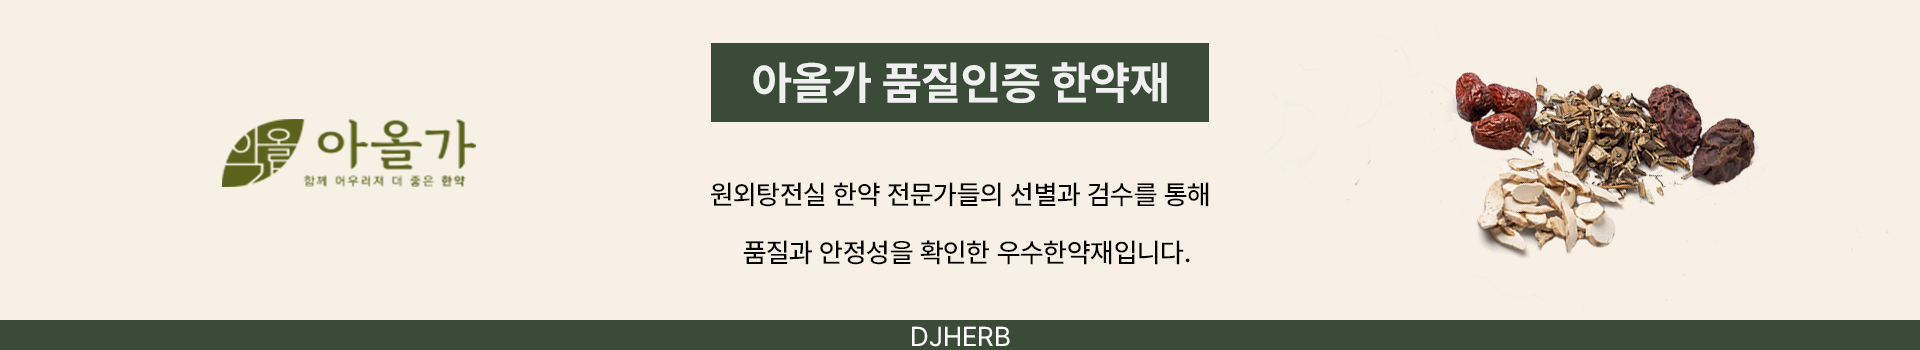 아올가 품질인증 한약재
아올
가
아올가
함께 어우러져 더 좋은 한약
원외탕전실 한약 전문가들의 선별과 검수를 통해
품질과 안정성을 확인한 우수한약재입니다.
DJHERB